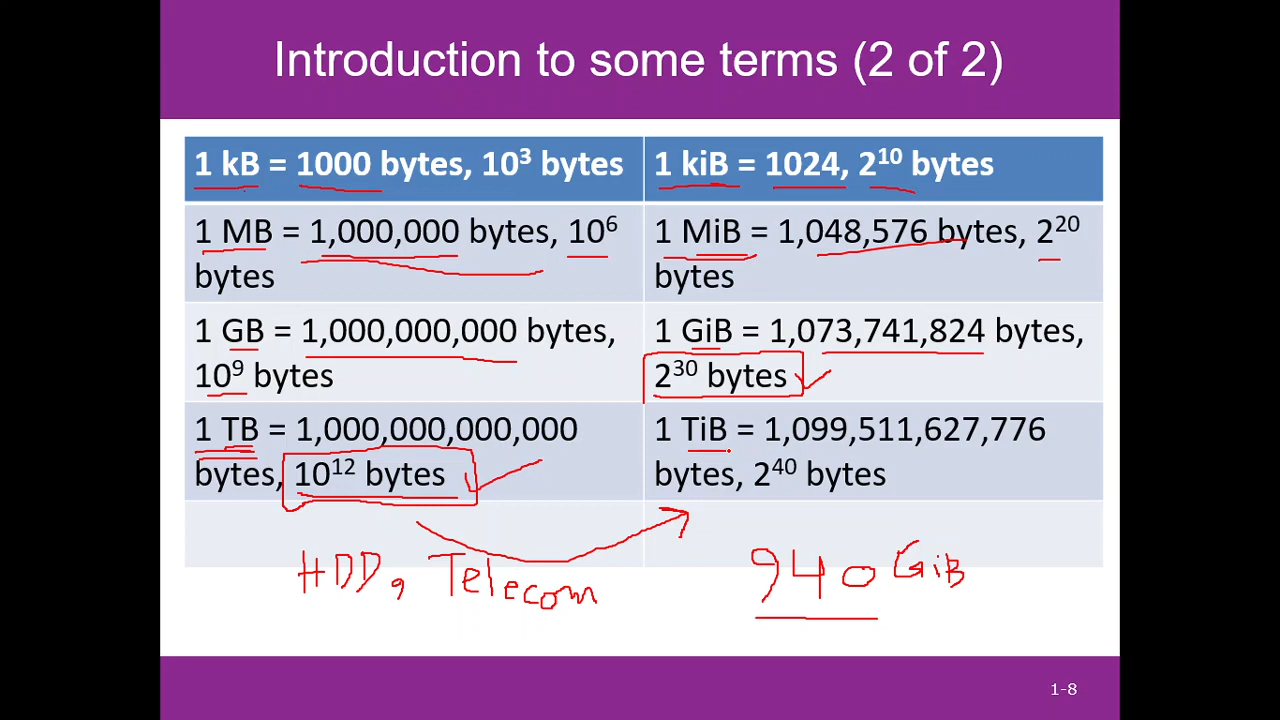 Introduction to some terms (2 of 2)
1 kB = 1000 bytes, 10³ bytes
1 kiB = 1024, 2¹⁰ bytes
1 MB = 1,000,000 bytes, 10⁶
bytes
1 MiB = 1,048,576 bytes, 2²⁰
bytes
1 GB = 1,000,000,000 bytes,
10⁹ bytes
1 GiB = 1,073,741,824 bytes,
2³⁰ bytes
1 TB = 1,000,000,000,000
bytes, 10¹² bytes
1 TiB = 1,099,511,627,776
bytes, 2⁴⁰ bytes
HDD, Telecom
940 GiB
1-8